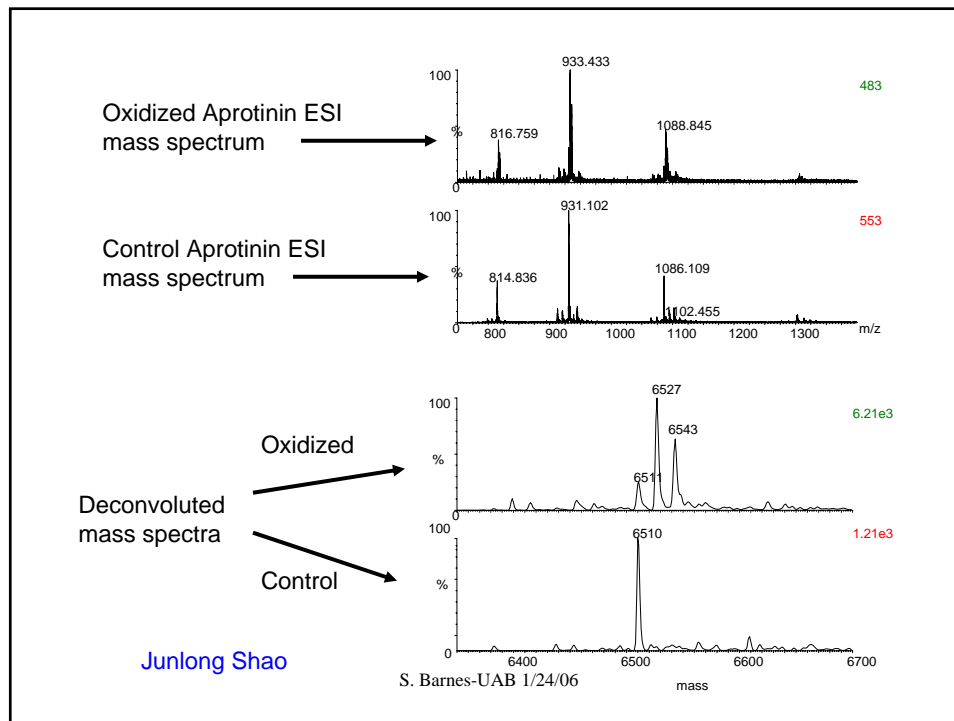 Oxidized Aprotinin ESI
mass spectrum
100
%
0
816.759
933.433
1088.845
483
Control Aprotinin ESI
mass spectrum
100
%
0
814.836
931.102
1086.109
1102.455
553
800 900 1000 1100 1200 1300 m/z
Deconvoluted
mass spectra
Oxidized
100
%
0
6511
6527
6543
6.21e3
Control
100
%
0
6510
1.21e3
6400 6500 6600 6700
mass
Junlong Shao
S. Barnes-UAB 1/24/06